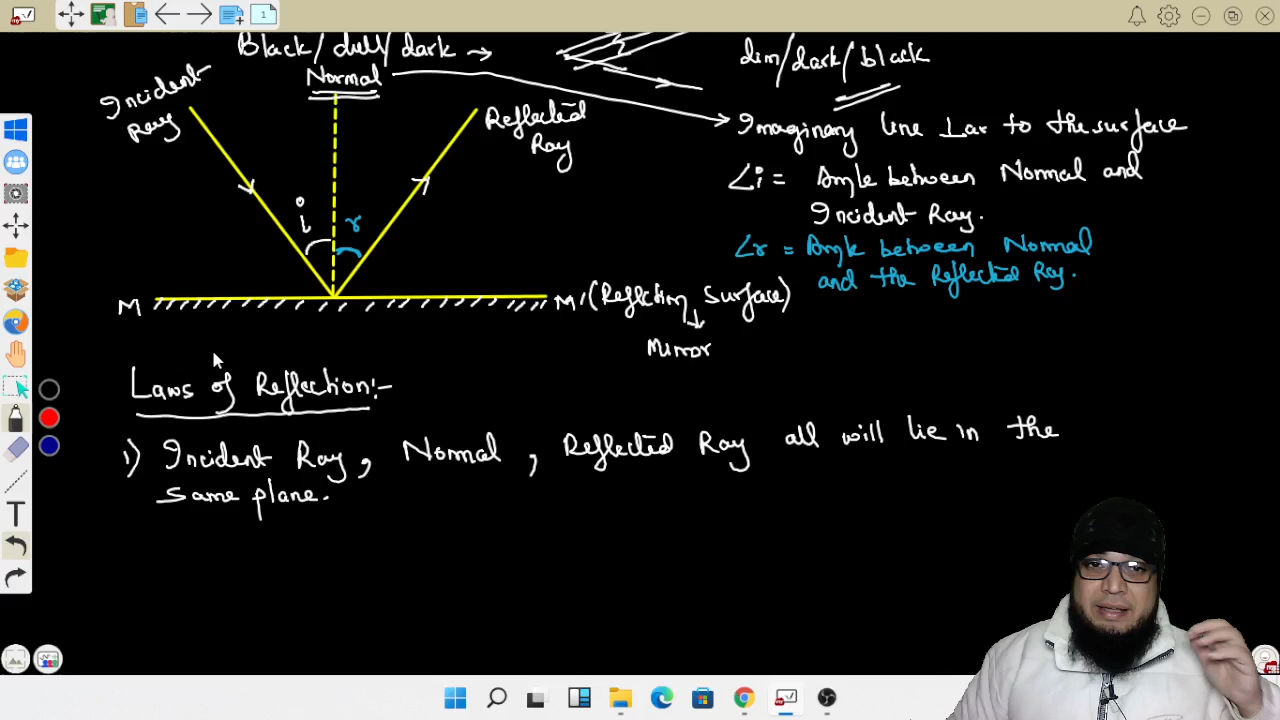 Black/dull/dark →
dim/dark/black
Normal
Incident
Ray
Reflected
Ray
Imaginary line ⊥ar to the surface
∠i = Angle between Normal and
Incident Ray.
i
r
∠r = Angle between Normal
and the Reflected Ray.
M
M' (Reflecting Surface)
Mirror
Laws of Reflection:-
1) Incident Ray, Normal, Reflected Ray all will lie in the
same plane.
1
T